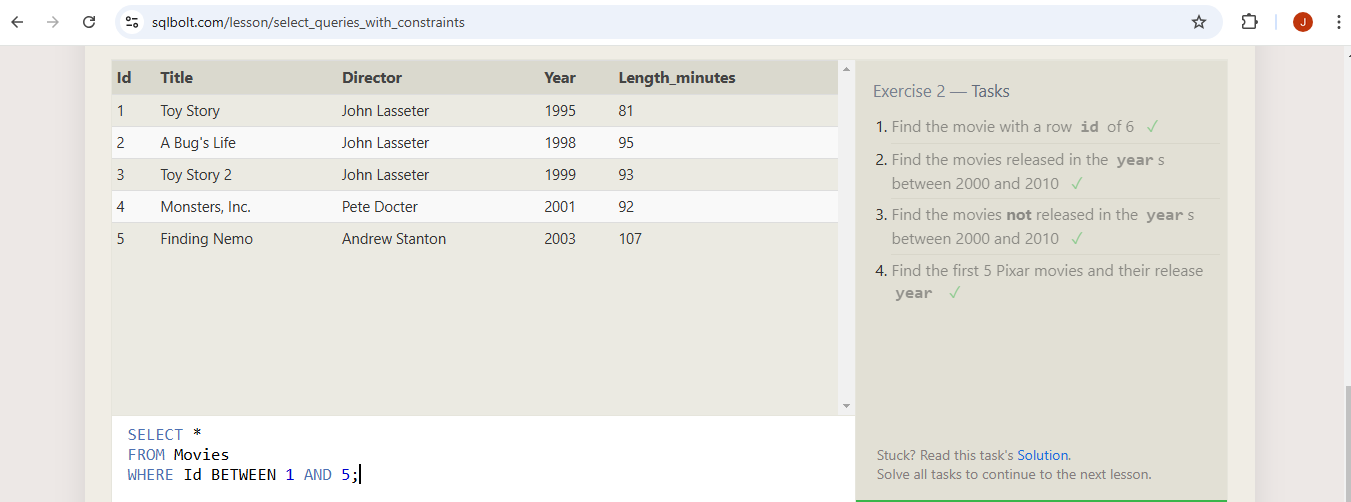 sqlbolt.com/lesson/select_queries_with_constraints
J
Id Title Director Year Length_minutes
1 Toy Story John Lasseter 1995 81
2 A Bug's Life John Lasseter 1998 95
3 Toy Story 2 John Lasseter 1999 93
4 Monsters, Inc. Pete Docter 2001 92
5 Finding Nemo Andrew Stanton 2003 107
SELECT *
FROM Movies
WHERE Id BETWEEN 1 AND 5;
Exercise 2 — Tasks
1. Find the movie with a row id of 6 ✓
2. Find the movies released in the year s
between 2000 and 2010 ✓
3. Find the movies not released in the year s
between 2000 and 2010 ✓
4. Find the first 5 Pixar movies and their release
year ✓
Stuck? Read this task's Solution.
Solve all tasks to continue to the next lesson.